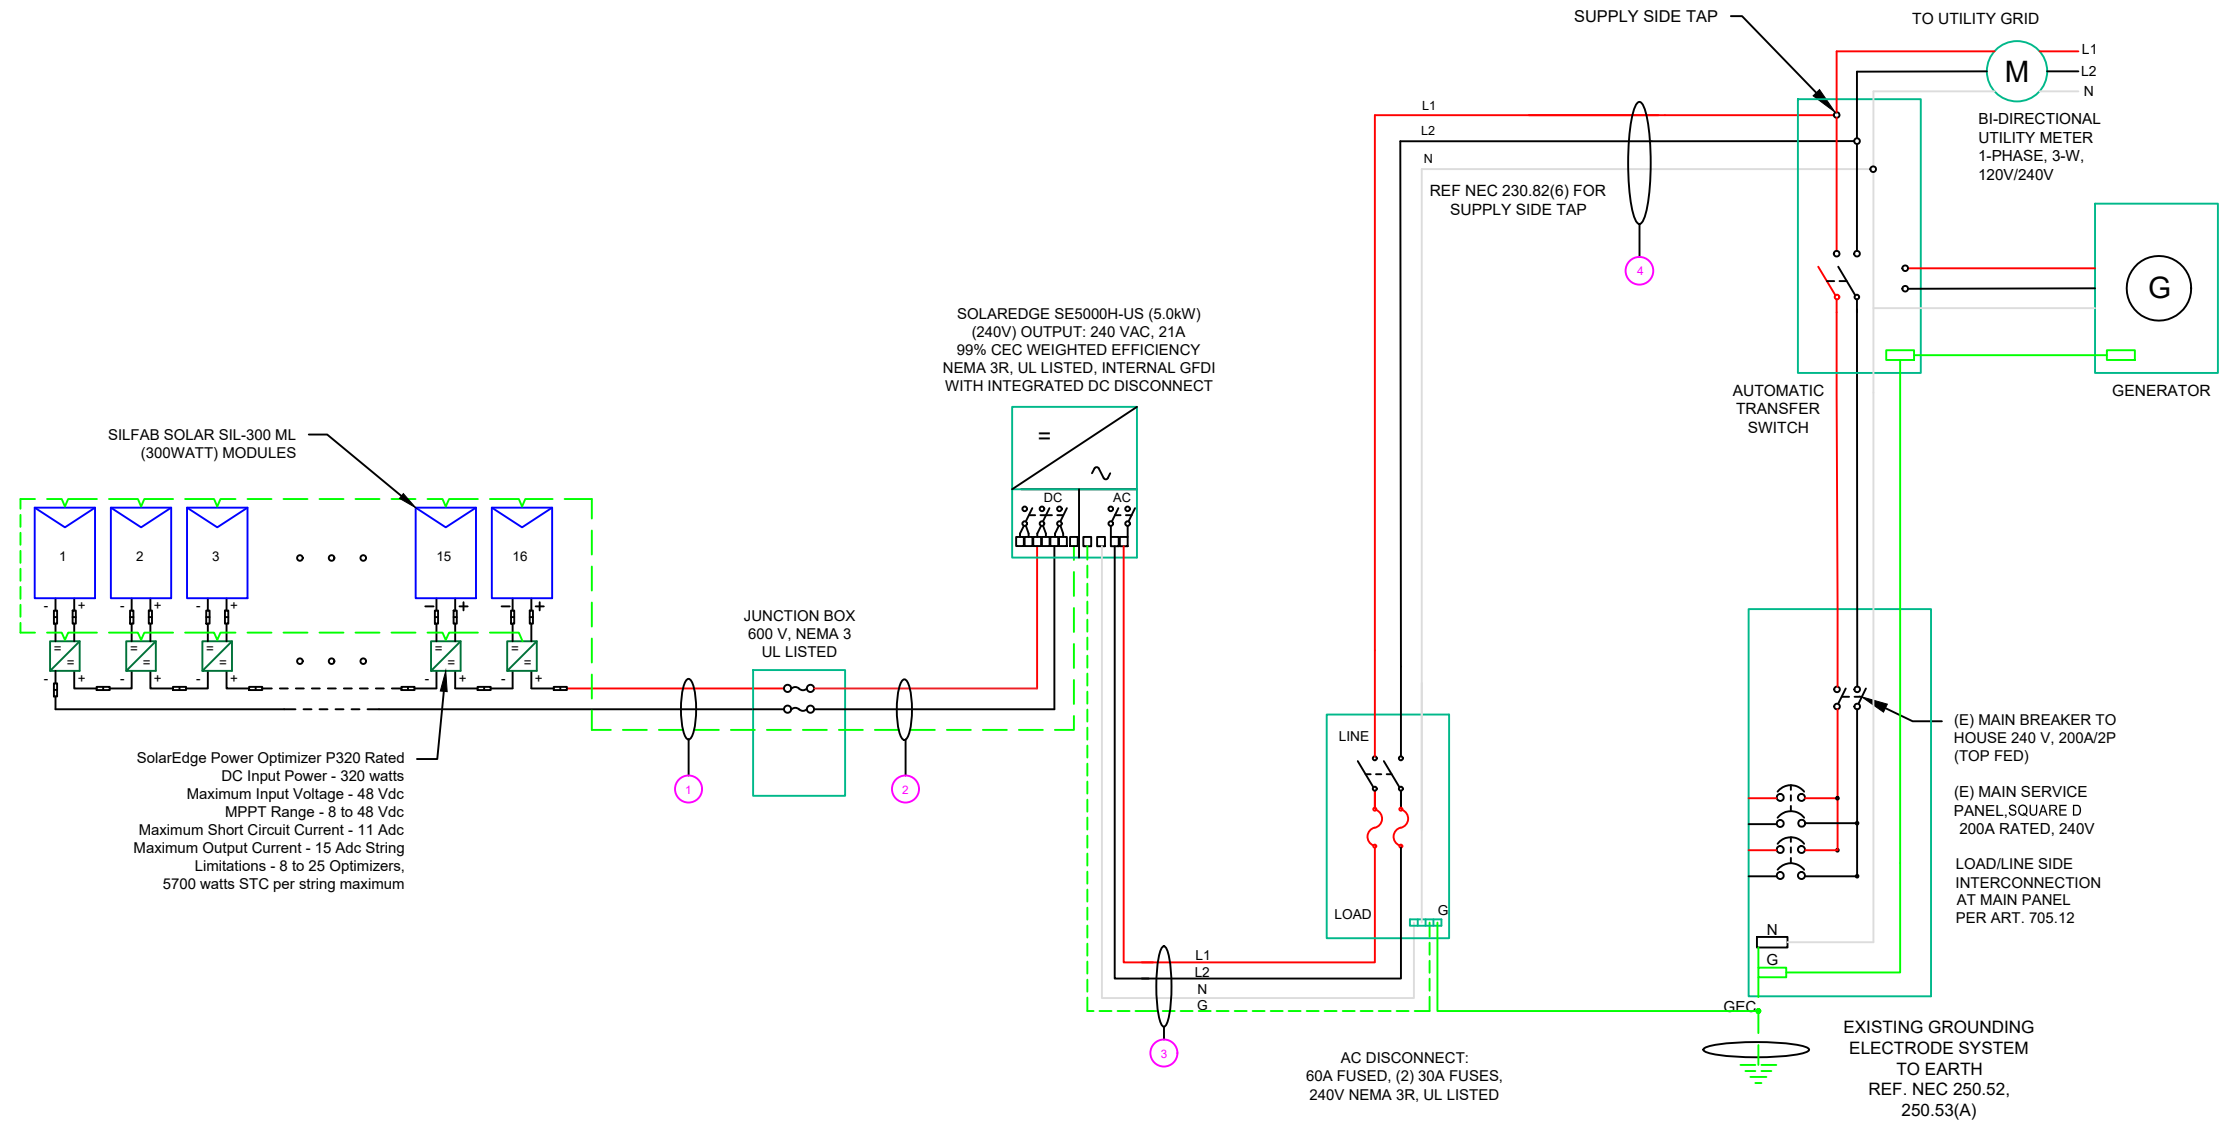 SUPPLY SIDE TAP
TO UTILITY GRID
L1
L2
N
M
BI-DIRECTIONAL
UTILITY METER
1-PHASE, 3-W,
120V/240V
L1
L2
N
REF NEC 230.82(6) FOR
SUPPLY SIDE TAP
4
G
GENERATOR
AUTOMATIC
TRANSFER
SWITCH
SOLAREDGE SE5000H-US (5.0kW)
(240V) OUTPUT: 240 VAC, 21A
99% CEC WEIGHTED EFFICIENCY
NEMA 3R, UL LISTED, INTERNAL GFDI
WITH INTEGRATED DC DISCONNECT
=
DC
AC
SILFAB SOLAR SIL-300 ML
(300WATT) MODULES
1
2
3
15
16
- + - + - + - + - +
= = = = = = = = = =
- + - + - + - + - +
JUNCTION BOX
600 V, NEMA 3
UL LISTED
1
2
SolarEdge Power Optimizer P320 Rated
DC Input Power - 320 watts
Maximum Input Voltage - 48 Vdc
MPPT Range - 8 to 48 Vdc
Maximum Short Circuit Current - 11 Adc
Maximum Output Current - 15 Adc String
Limitations - 8 to 25 Optimizers,
5700 watts STC per string maximum
LINE
LOAD
G
L1
L2
N
G
3
AC DISCONNECT:
60A FUSED, (2) 30A FUSES,
240V NEMA 3R, UL LISTED
(E) MAIN BREAKER TO
HOUSE 240 V, 200A/2P
(TOP FED)
(E) MAIN SERVICE
PANEL,SQUARE D
200A RATED, 240V
LOAD/LINE SIDE
INTERCONNECTION
AT MAIN PANEL
PER ART. 705.12
N
G
GEC
EXISTING GROUNDING
ELECTRODE SYSTEM
TO EARTH
REF. NEC 250.52,
250.53(A)